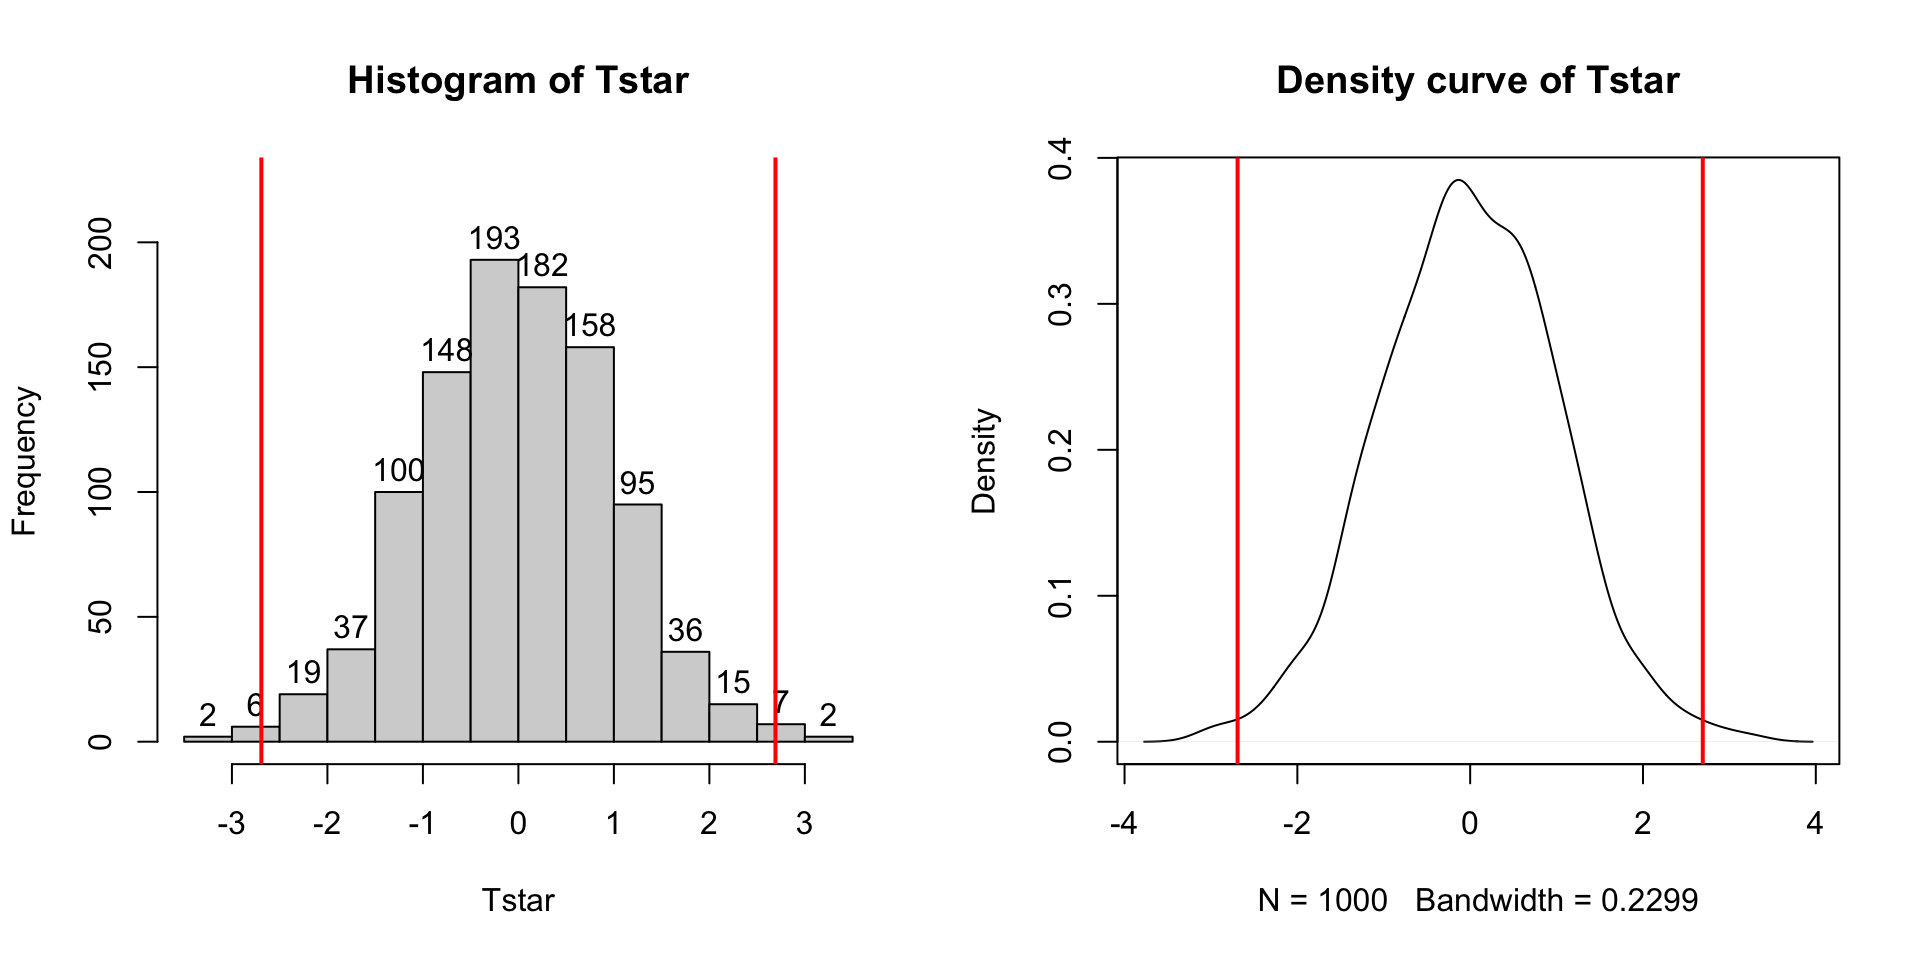 Histogram of Tstar
Frequency
0 50 100 150 200
2 6 19 37 100 148 193 182 158 95 36 15 7 2
-3 -2 -1 0 1 2 3
Tstar
Density curve of Tstar
Density
0.0 0.1 0.2 0.3 0.4
-4 -2 0 2 4
N = 1000 Bandwidth = 0.2299